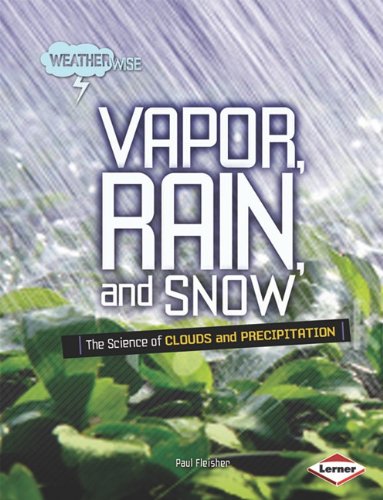 WEATHER WISE
VAPOR,
RAIN,
and SNOW
The Science of CLOUDS and PRECIPITATION
Paul Fleisher
Lerner